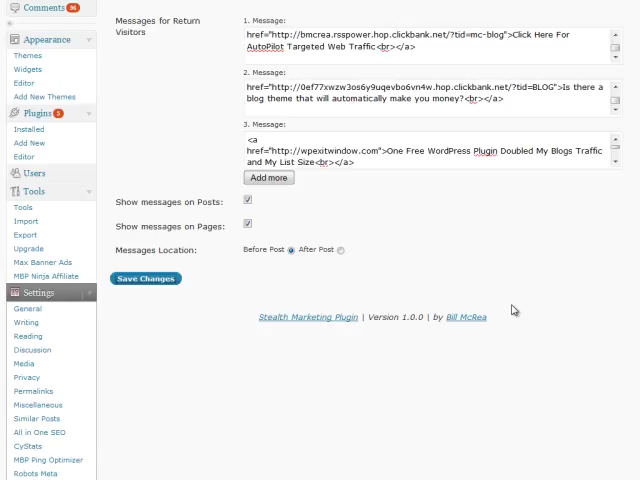 Comments 96
Appearance
Themes
Widgets
Editor
Add New Themes
Plugins 5
Installed
Add New
Editor
Users
Tools
Tools
Import
Export
Upgrade
Max Banner Ads
MBP Ninja Affiliate
Settings
General
Writing
Reading
Discussion
Media
Privacy
Permalinks
Miscellaneous
Similar Posts
All in One SEO
CyStats
MBP Ping Optimizer
Robots Meta
Messages for Return
Visitors
1. Message:
href="http://bmcrea.rsspower.hop.clickbank.net/?tid=mc-blog">Click Here For
AutoPilot Targeted Web Traffic<br></a>
2. Message:
href="http://0ef77xwzw3os6y9uqevbo6vn4w.hop.clickbank.net/?tid=BLOG">Is there a
blog theme that will automatically make you money?<br></a>
3. Message:
<a
href="http://wpexitwindow.com">One Free WordPress Plugin Doubled My Blogs Traffic
and My List Size<br></a>
Add more
Show messages on Posts:
Show messages on Pages:
Messages Location:
Before Post After Post
Save Changes
Stealth Marketing Plugin | Version 1.0.0 | by Bill McRea